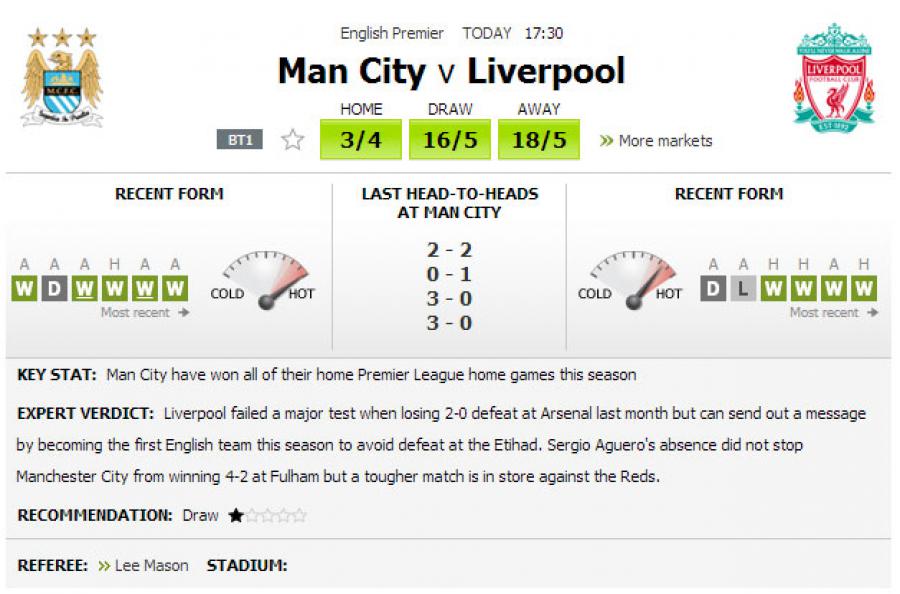 English Premier TODAY 17:30
Man City v Liverpool
HOME DRAW AWAY
BT1 3/4 16/5 18/5 More markets
M.C.F.C.
YOU'LL NEVER WALK ALONE
LIVERPOOL
FOOTBALL CLUB
EST·1892
RECENT FORM
A A A H A A
W D W W W W
Most recent
COLD HOT
LAST HEAD-TO-HEADS
AT MAN CITY
2 - 2
0 - 1
3 - 0
3 - 0
RECENT FORM
COLD HOT
A A H H A H
D L W W W W
Most recent
KEY STAT: Man City have won all of their home Premier League home games this season
EXPERT VERDICT: Liverpool failed a major test when losing 2-0 defeat at Arsenal last month but can send out a message
by becoming the first English team this season to avoid defeat at the Etihad. Sergio Aguero's absence did not stop
Manchester City from winning 4-2 at Fulham but a tougher match is in store against the Reds.
RECOMMENDATION: Draw
REFEREE: Lee Mason STADIUM: